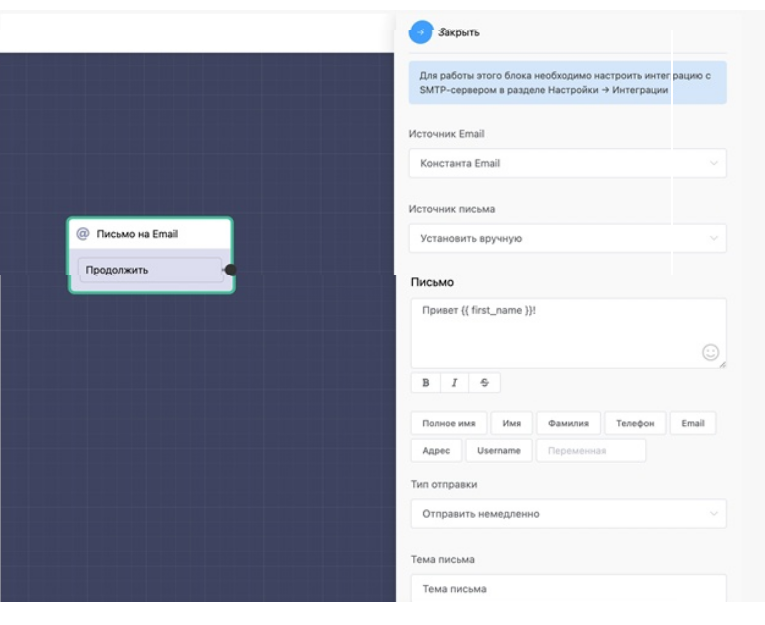 Закрыть
Для работы этого блока необходимо настроить интеграцию с
SMTP-сервером в разделе Настройки → Интеграции
Источник Email
Константа Email
Источник письма
Установить вручную
@ Письмо на Email
Продолжить
Письмо
Привет {{ first_name }}!
B I S
Полное имя Имя Фамилия Телефон Email
Адрес Username Переменная
Тип отправки
Отправить немедленно
Тема письма
Тема письма